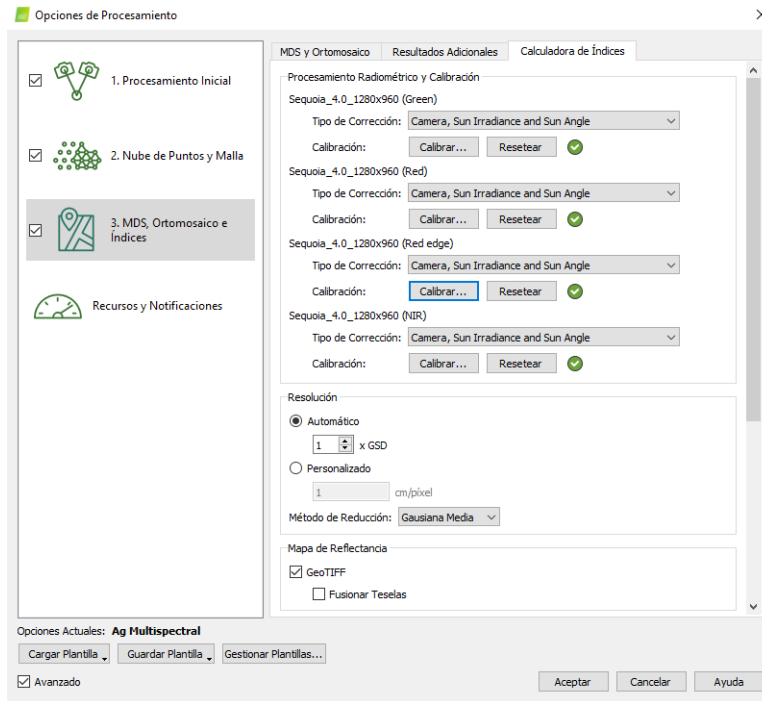 Opciones de Procesamiento
MDS y Ortomosaico Resultados Adicionales Calculadora de Índices
1. Procesamiento Inicial
2. Nube de Puntos y Malla
3. MDS, Ortomosaico e
Índices
Recursos y Notificaciones
Procesamiento Radiométrico y Calibración
Sequoia_4.0_1280x960 (Green)
Tipo de Corrección: Camera, Sun Irradiance and Sun Angle
Calibración: Calibrar... Resetear
Sequoia_4.0_1280x960 (Red)
Tipo de Corrección: Camera, Sun Irradiance and Sun Angle
Calibración: Calibrar... Resetear
Sequoia_4.0_1280x960 (Red edge)
Tipo de Corrección: Camera, Sun Irradiance and Sun Angle
Calibración: Calibrar... Resetear
Sequoia_4.0_1280x960 (NIR)
Tipo de Corrección: Camera, Sun Irradiance and Sun Angle
Calibración: Calibrar... Resetear
Resolución
Automático
1 x GSD
Personalizado
1 cm/píxel
Método de Reducción: Gausiana Media
Mapa de Reflectancia
GeoTIFF
Fusionar Teselas
Opciones Actuales: Ag Multispectral
Cargar Plantilla Guardar Plantilla Gestionar Plantillas...
Avanzado
Aceptar Cancelar Ayuda